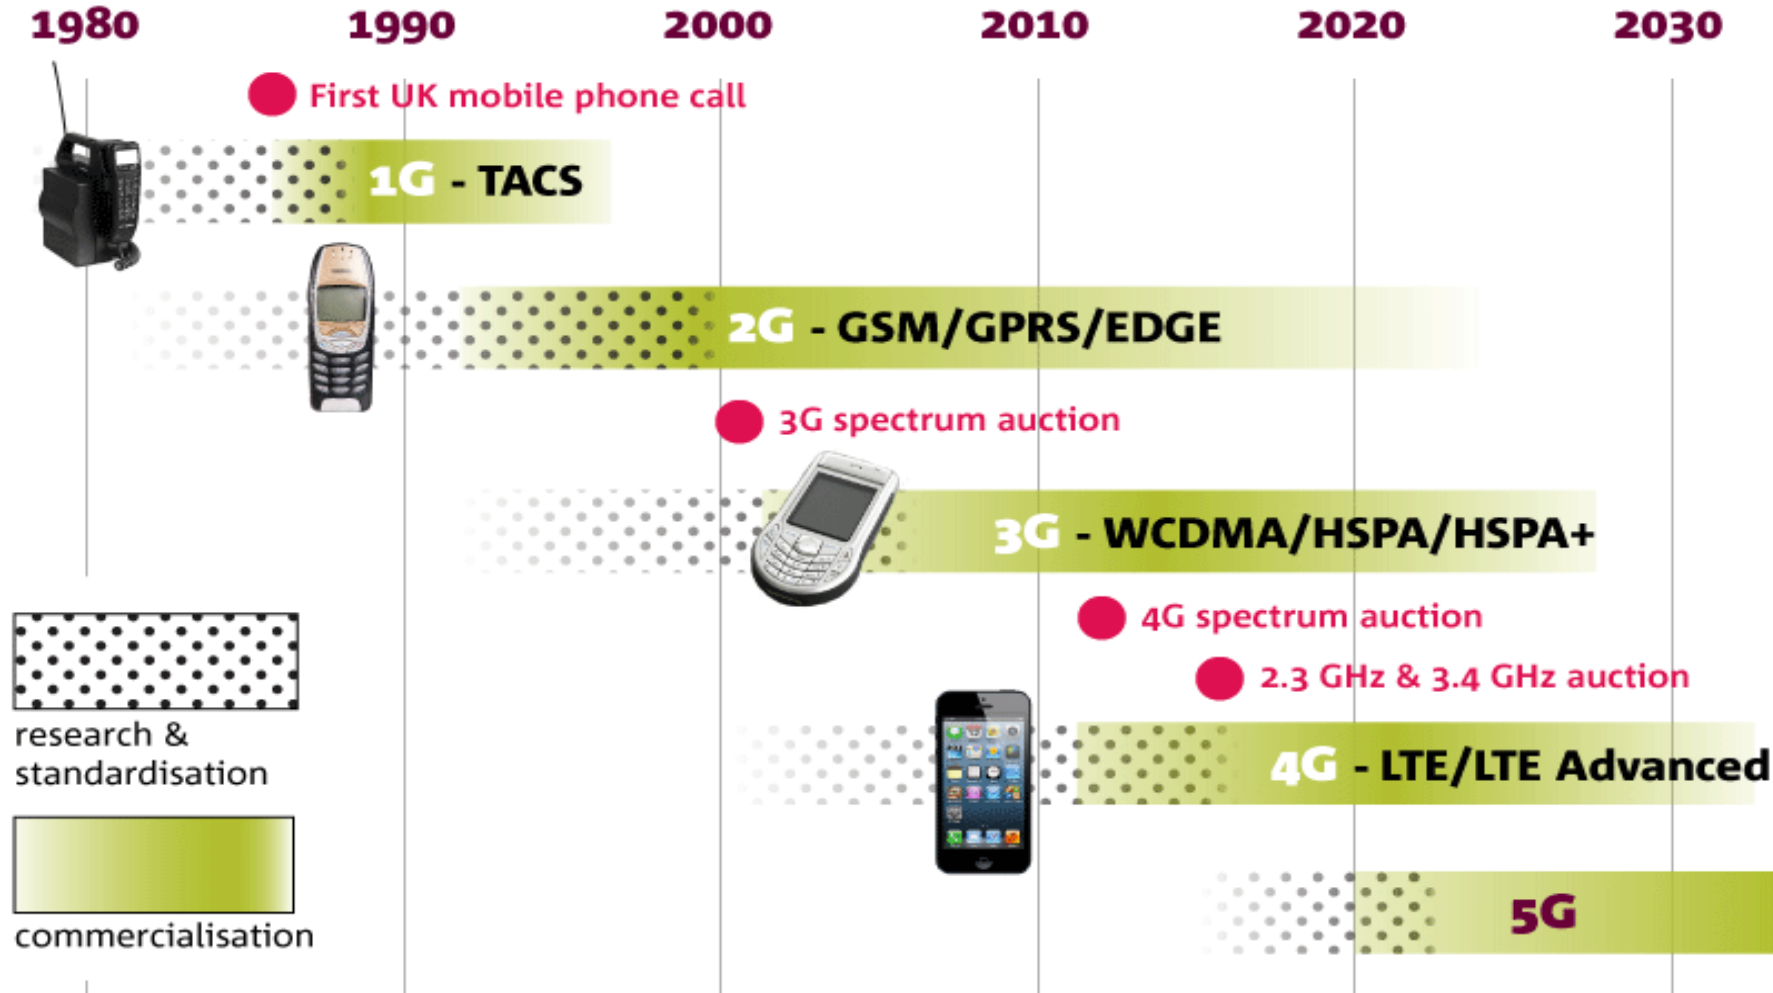 1980 1990 2000 2010 2020 2030
First UK mobile phone call
1G - TACS
2G - GSM/GPRS/EDGE
3G spectrum auction
3G - WCDMA/HSPA/HSPA+
4G spectrum auction
2.3 GHz & 3.4 GHz auction
4G - LTE/LTE Advanced
5G
research &
standardisation
commercialisation